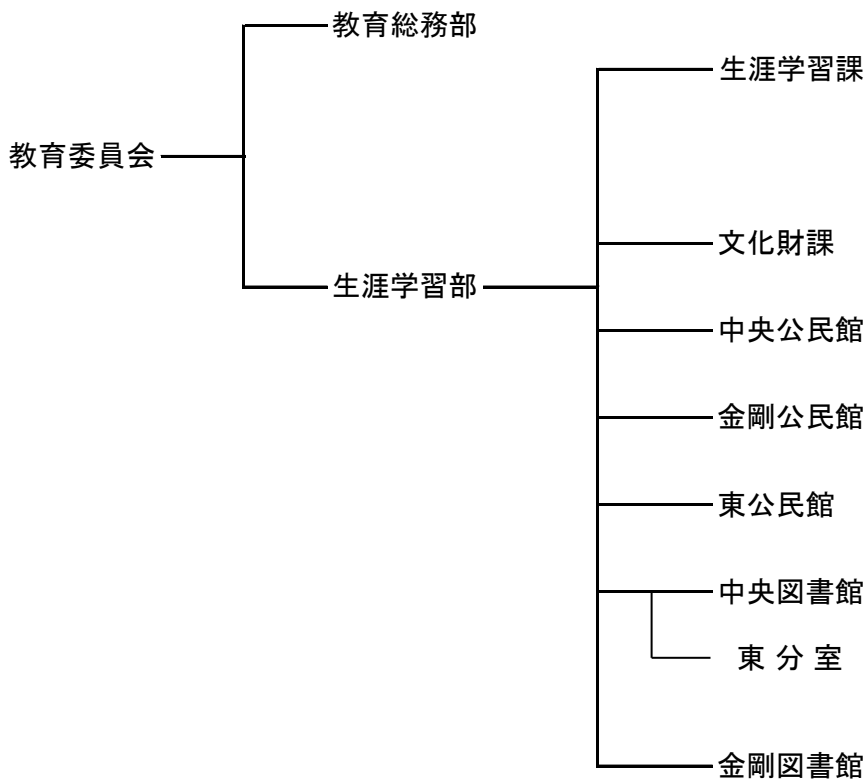 教育総務部
生涯学習課
教育委員会
文化財課
生涯学習部
中央公民館
金剛公民館
東公民館
中央図書館
東分室
金剛図書館